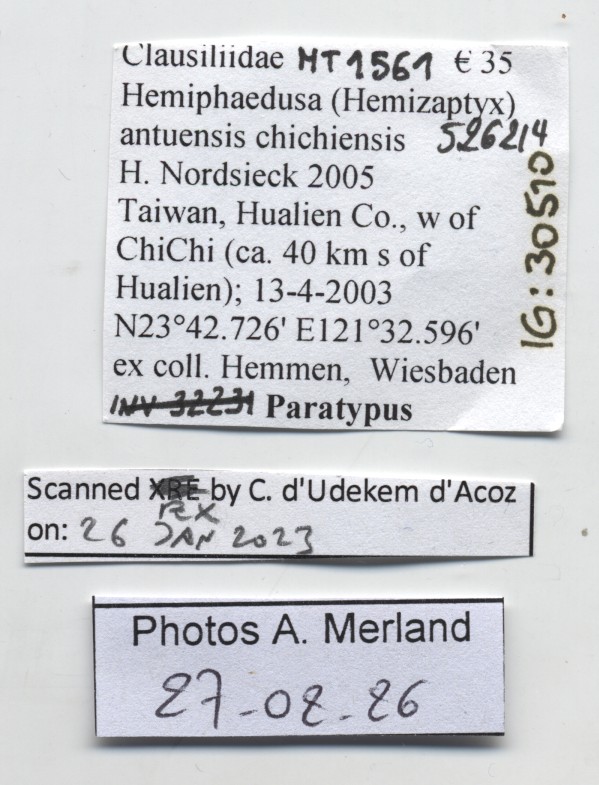 Clausiliidae MT1561 € 35
Hemiphaedusa (Hemizaptyx)
antuensis chichiensis 526214
H. Nordsieck 2005
Taiwan, Hualien Co., w of
ChiChi (ca. 40 km s of
Hualien); 13-4-2003
N23°42.726' E121°32.596'
ex coll. Hemmen, Wiesbaden
INV 32231 Paratypus
IG:30510
Scanned XRE by C. d'Udekem d'Acoz
RX
on: 26 JAN 2023
Photos A. Merland
27-02-26